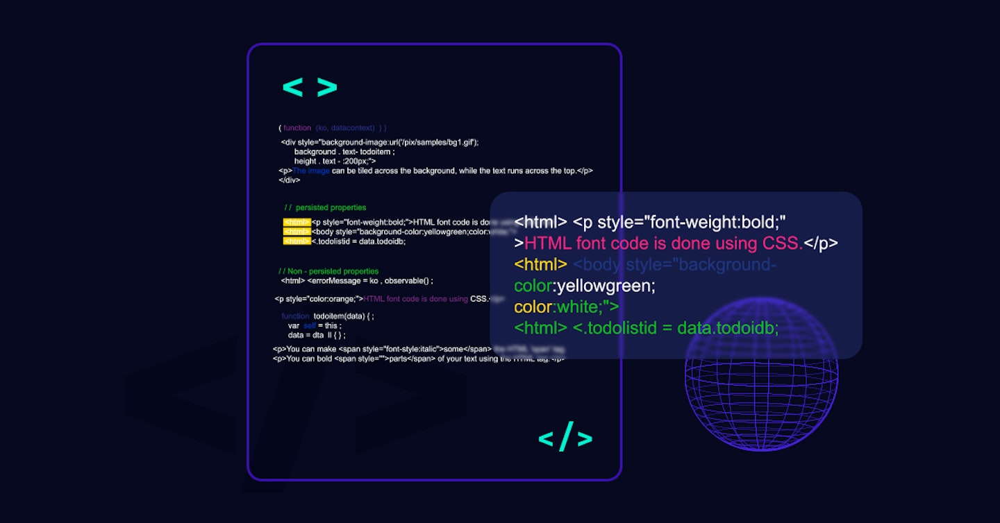 < >
( function (ko, datacontext) } )
<div style="background-image:url('/pix/samples/bg1.gif');
background . text- todoitem ;
height . text - :200px;">
<p>The image can be tiled across the background, while the text runs across the top.</p>
</div>
// persisted properties
<html> <p style="font-weight:bold;">HTML font code is done using
<html> <body style="background-color:yellowgreen;color:white;">
<html> <.todolistid = data.todoidb;
// Non - persisted properties
<html> <errorMessage = ko , observable() ;
<p style="color:orange;">HTML font code is done using CSS.</p>
function todoitem(data) { ;
var self = this ;
data = dta || { } ;
<p>You can make <span style="font-style:italic">some</span> the HTML 'span' tag.
<p>You can bold <span style="">parts</span> of your text using the HTML tag.</p>
</>
<html> <p style="font-weight:bold;"
>HTML font code is done using CSS.</p>
<html> <body style="background-
color:yellowgreen;
color:white;">
<html> <.todolistid = data.todoidb;